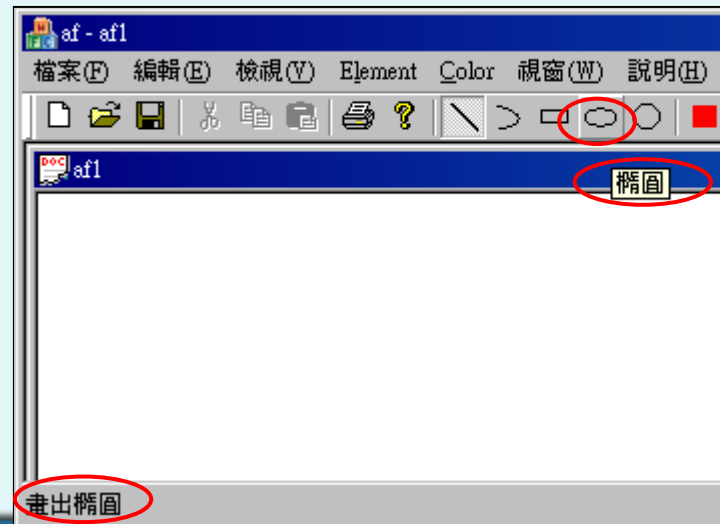 af - af1
檔案(F) 編輯(E) 檢視(V) Element Color 視窗(W) 說明(H)
DOC af1
橢圓
畫出橢圓